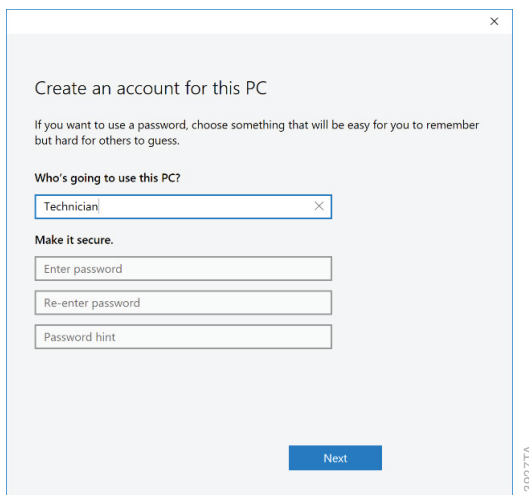 Create an account for this PC
If you want to use a password, choose something that will be easy for you to remember
but hard for others to guess.
Who's going to use this PC?
Technician
Make it secure.
Enter password
Re-enter password
Password hint
Next